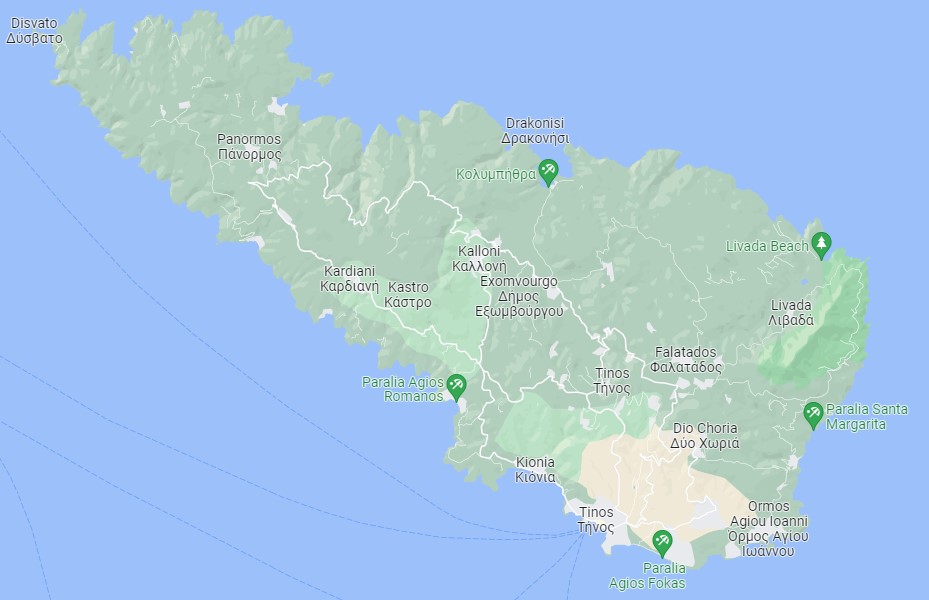 Disvato
Δύσβατο
Drakonisi
Δρακονήσι
Panormos
Πάνορμος
Κολυμπήθρα
Livada Beach
Kalloni
Καλλονή
Kardiani
Καρδιανή
Kastro
Κάστρο
Exomvourgo
Δήμος
Εξωμβούργου
Livada
Λιβαδά
Falatados
Φαλατάδος
Tinos
Τήνος
Paralia Agios
Romanos
Paralia Santa
Margarita
Dio Choria
Δύο Χωριά
Kionia
Κιόνια
Tinos
Τήνος
Ormos
Agiou Ioanni
Όρμος Αγίου
Ιωάννου
Paralia
Agios Fokas